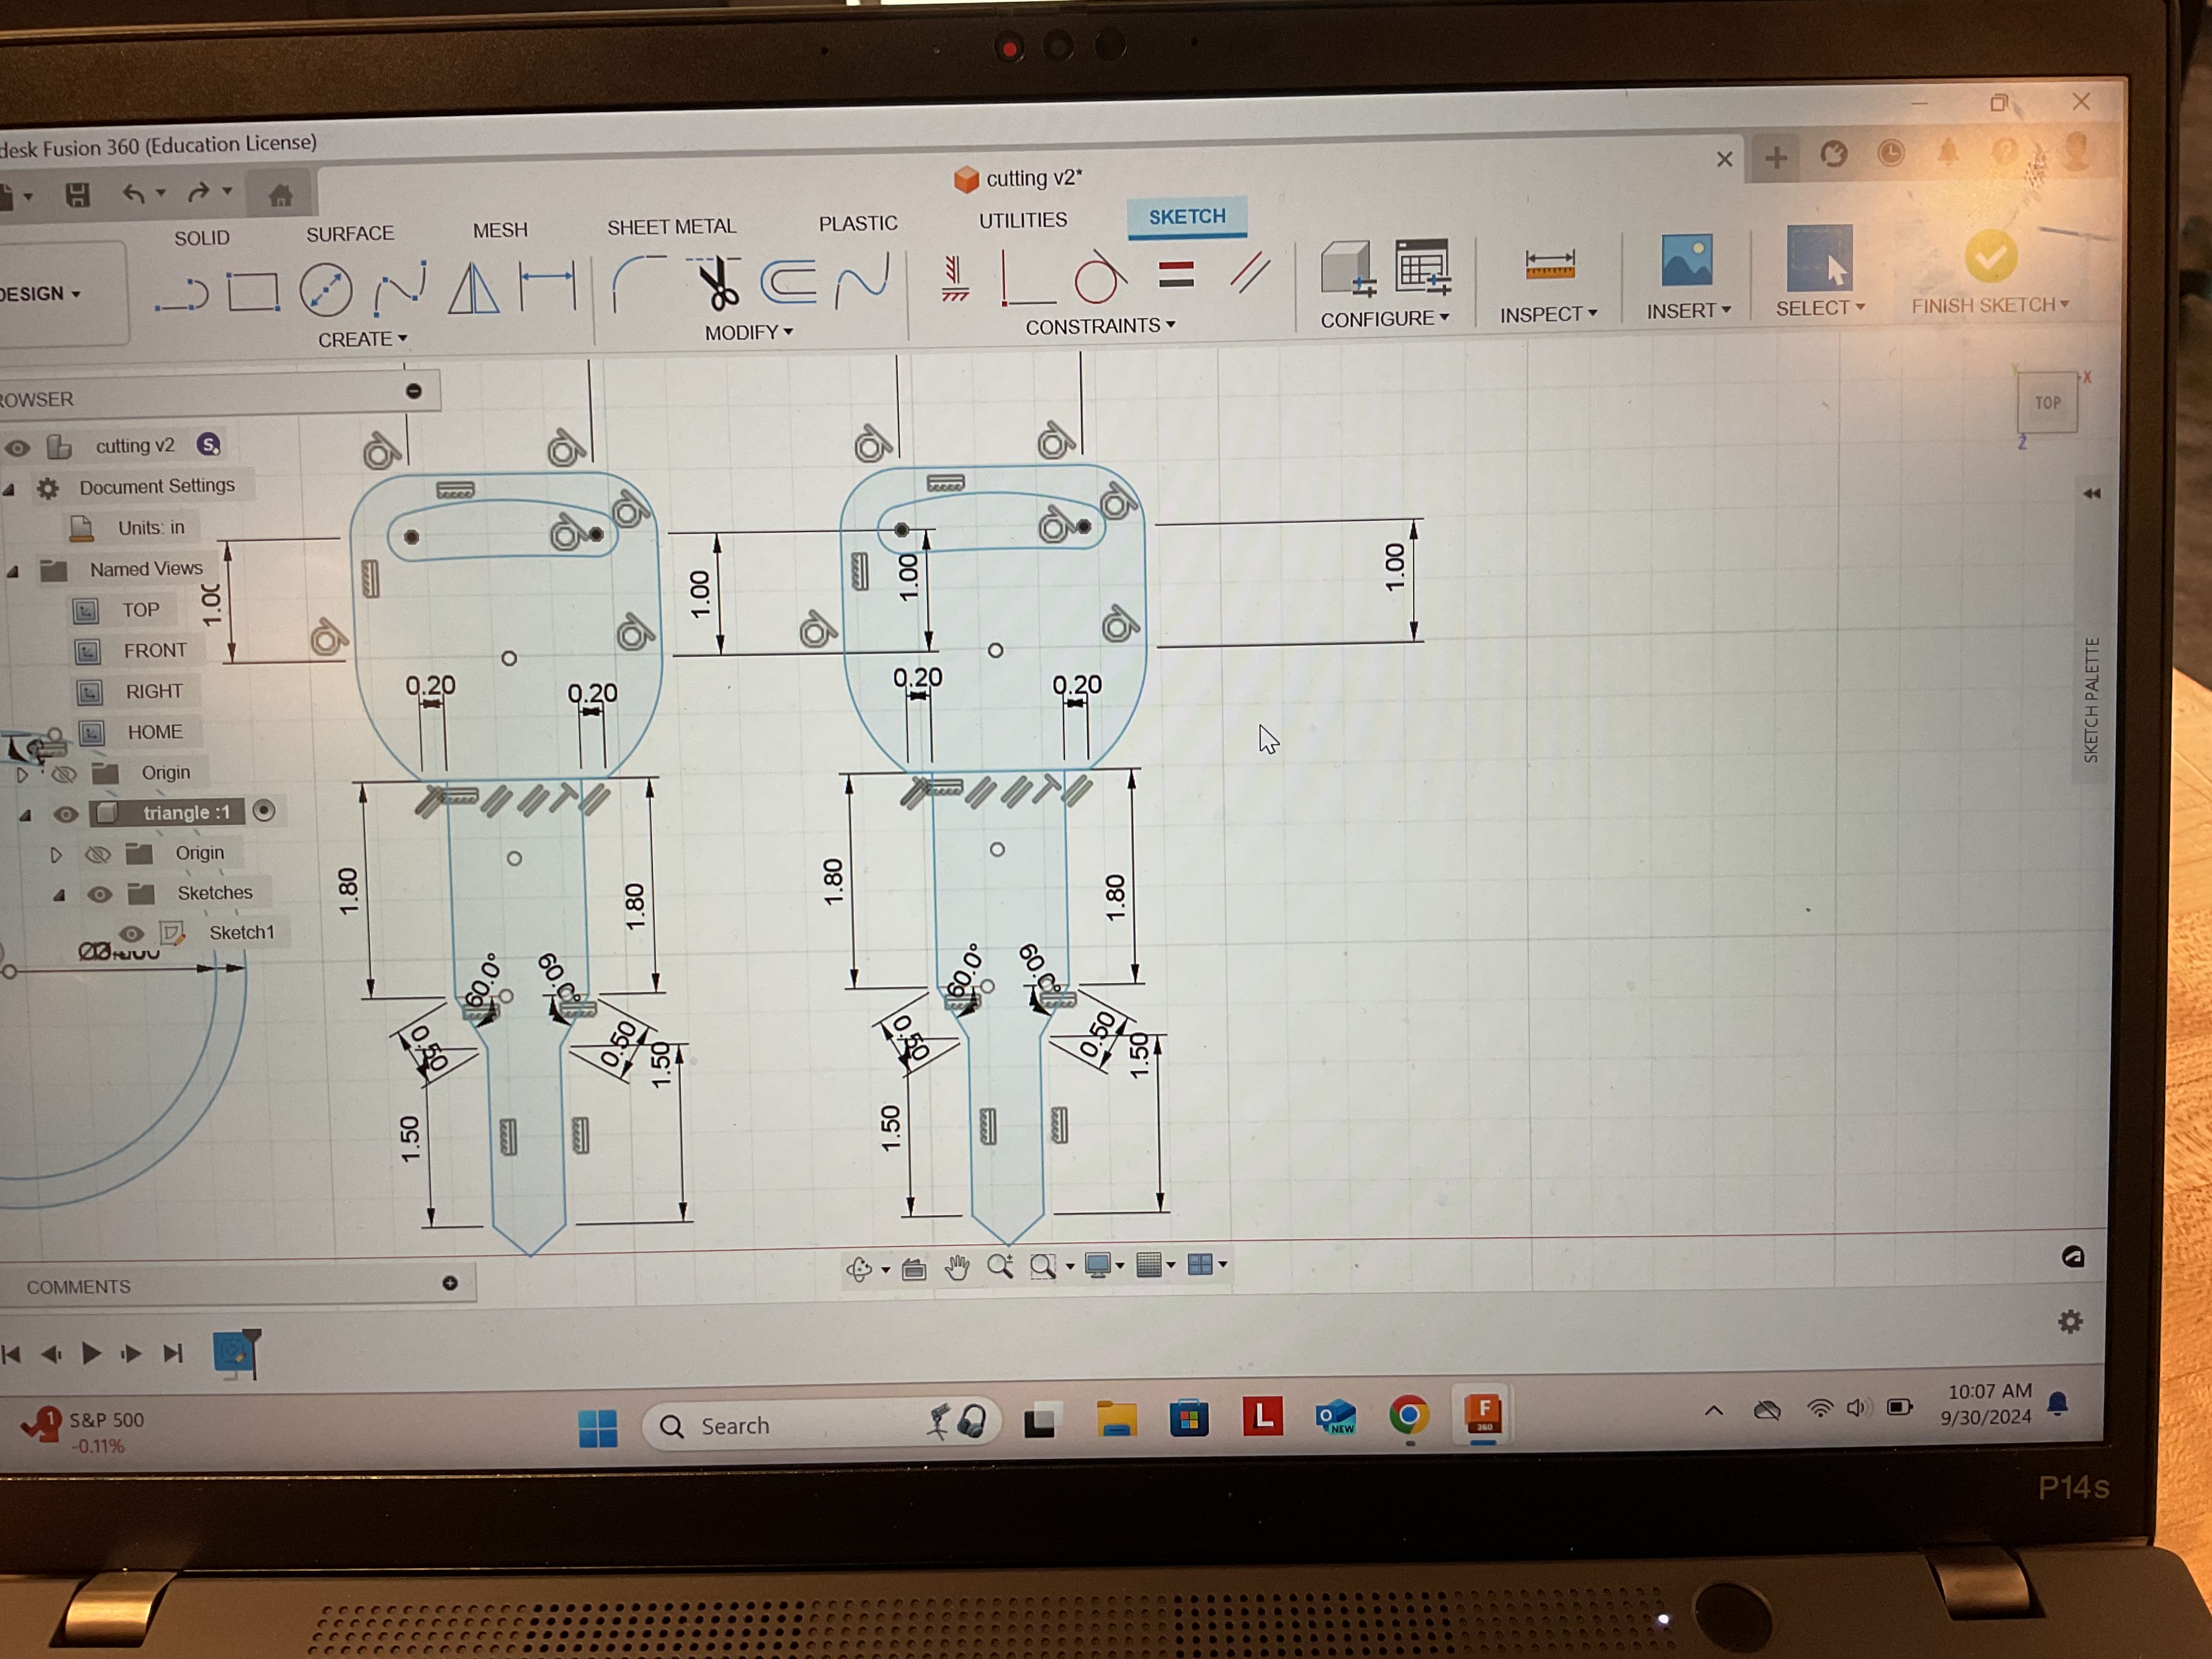 desk Fusion 360 (Education License)
cutting v2*
SOLID
SURFACE
MESH
SHEET METAL
PLASTIC
UTILITIES
SKETCH
DESIGN
CREATE
MODIFY
CONSTRAINTS
CONFIGURE
INSPECT
INSERT
SELECT
FINISH SKETCH
ROWSER
cutting v2 S
Document Settings
Units: in
Named Views
TOP
FRONT
RIGHT
HOME
Origin
triangle :1
Origin
Sketches
Sketch1
TOP
X
Z
SKETCH PALETTE
1.00
1.00
1.00
1.00
0.20
0.20
0.20
0.20
1.80
1.80
1.80
1.80
60.0°
60.0°
60.0°
60.0°
0.50
0.50
0.50
0.50
1.50
1.50
1.50
1.50
COMMENTS
1
S&P 500
-0.11%
Search
L
O
NEW
F
360
10:07 AM
9/30/2024
P14s